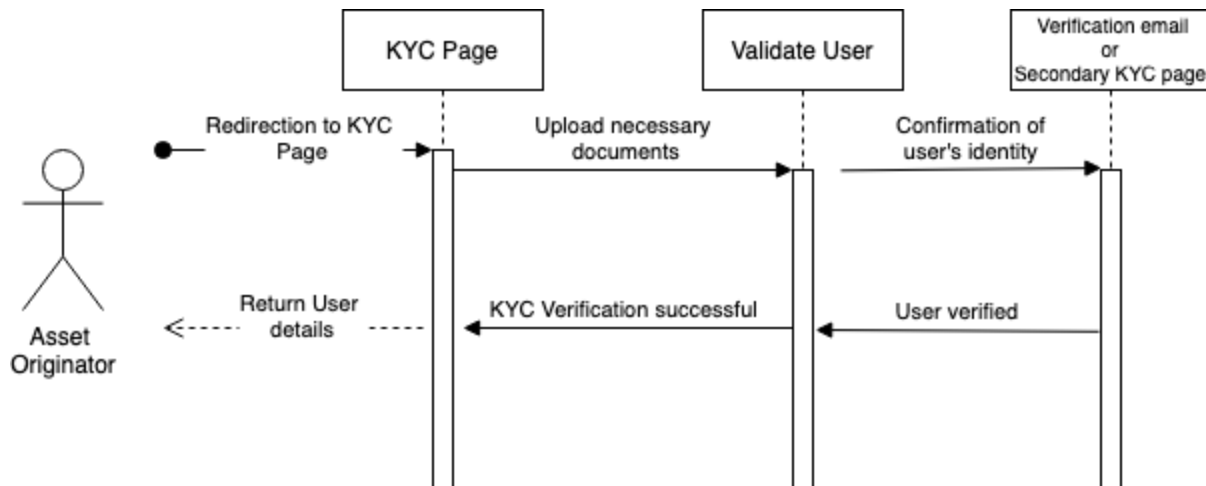 KYC Page
Validate User
Verification email
or
Secondary KYC page
Redirection to KYC
Page
Upload necessary
documents
Confirmation of
user's identity
Return User
details
KYC Verification successful
User verified
Asset
Originator